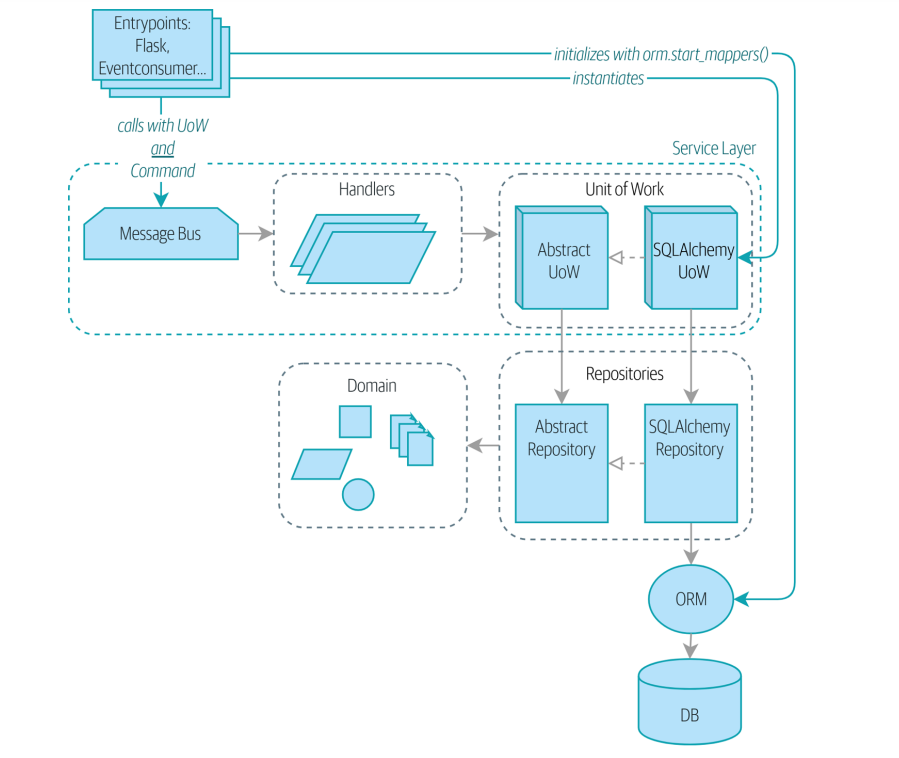 Entrypoints:
Flask,
Eventconsumer...
initializes with orm.start_mappers()
instantiates
calls with UoW
and
Command
Service Layer
Message Bus
Handlers
Unit of Work
Abstract
UoW
SQLAlchemy
UoW
Domain
Repositories
Abstract
Repository
SQLAlchemy
Repository
ORM
DB